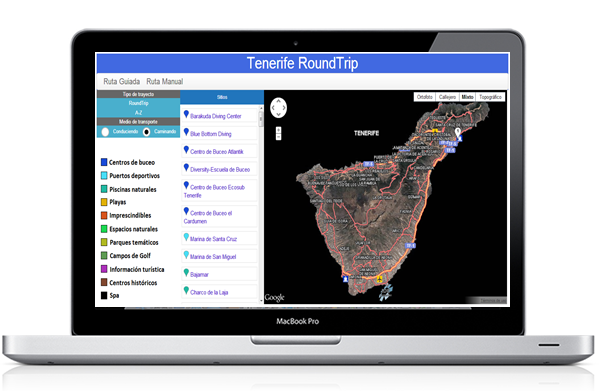 Tenerife RoundTrip
Ruta Guiada Ruta Manual
Tipo de trayecto
RoundTrip
A-Z
Medio de transporte
Conduciendo Caminando
Centros de buceo
Puertos deportivos
Piscinas naturales
Playas
Imprescindibles
Espacios naturales
Parques temáticos
Campos de Golf
Información turistica
Centros históricos
Spa
Sitios
Barakuda Diving Center
Blue Bottom Diving
Centro de Buceo Atlantik
Diversity-Escuela de Buceo
Centro de Buceo Ecosub
Tenerife
Centro de Buceo el
Cardumen
Marina de Santa Cruz
Marina de San Miguel
Bajamar
Charco de la Laja
Ortofoto Callejero Mixto Topográfico
TENERIFE
Google
MacBook Pro